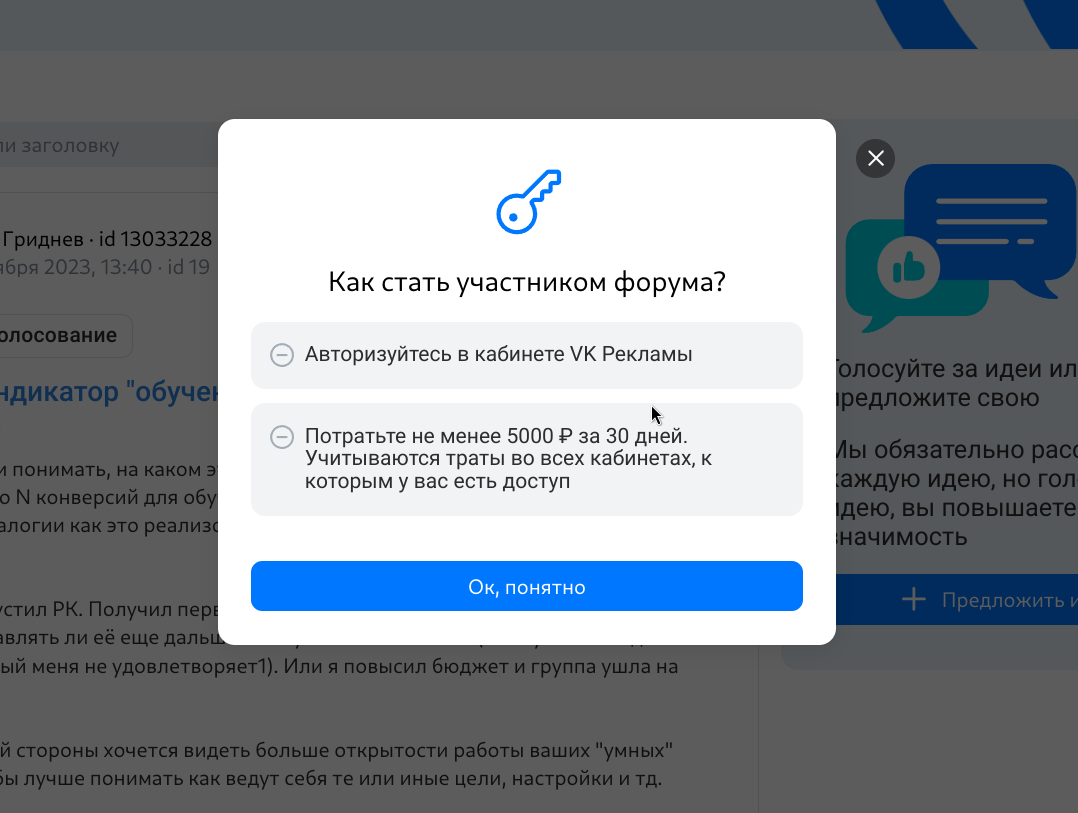 ли заголовку
Гриднев · id 13033228
ября 2023, 13:40 · id 19
олосование
ндикатор "обучен
и понимать, на каком э
о N конверсий для обу
алогии как это реализо
устил РК. Получил перв
авлять ли её еще дальш
ый меня не удовлетворяет1). Или я повысил бюджет и группа ушла на
й стороны хочется видеть больше открытости работы ваших "умных"
бы лучше понимать как ведут себя те или иные цели, настройки и тд.
Как стать участником форума?
Авторизуйтесь в кабинете VK Рекламы
Потратьте не менее 5000 ₽ за 30 дней.
Учитываются траты во всех кабинетах, к
которым у вас есть доступ
Ок, понятно
Голосуйте за идеи ил
предложите свою
Мы обязательно расс
каждую идею, но гол
идею, вы повышаете
значимость
Предложить и